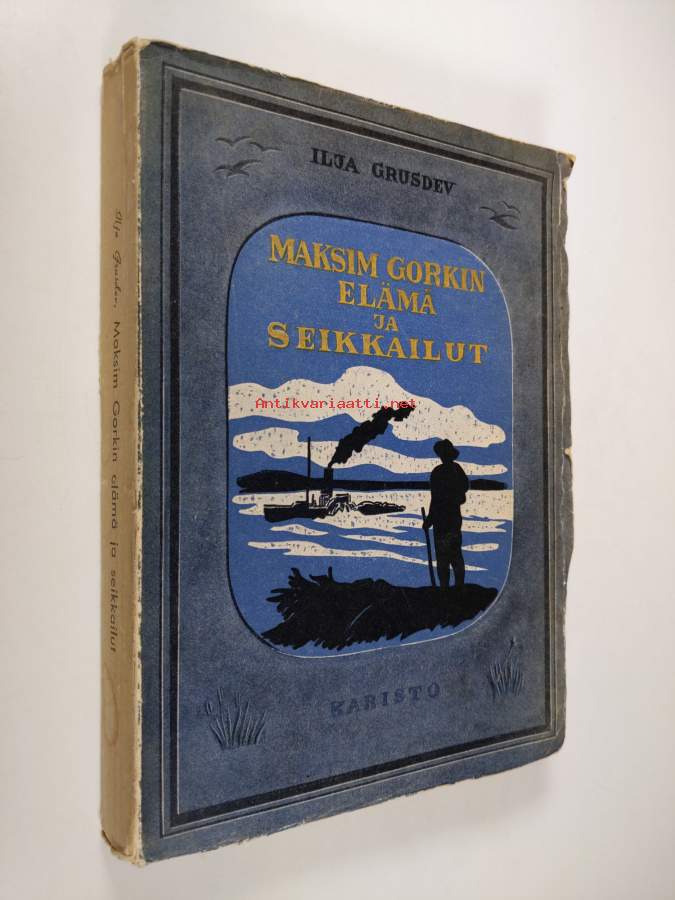 ILJA GRUSDEV
MAKSIM GORKIN
ELÄMÄ
JA
SEIKKAILUT
Antikvariaatti.net
KARISTO
Ilja Grusdev, Maksim Gorkin elämä ja seikkailut